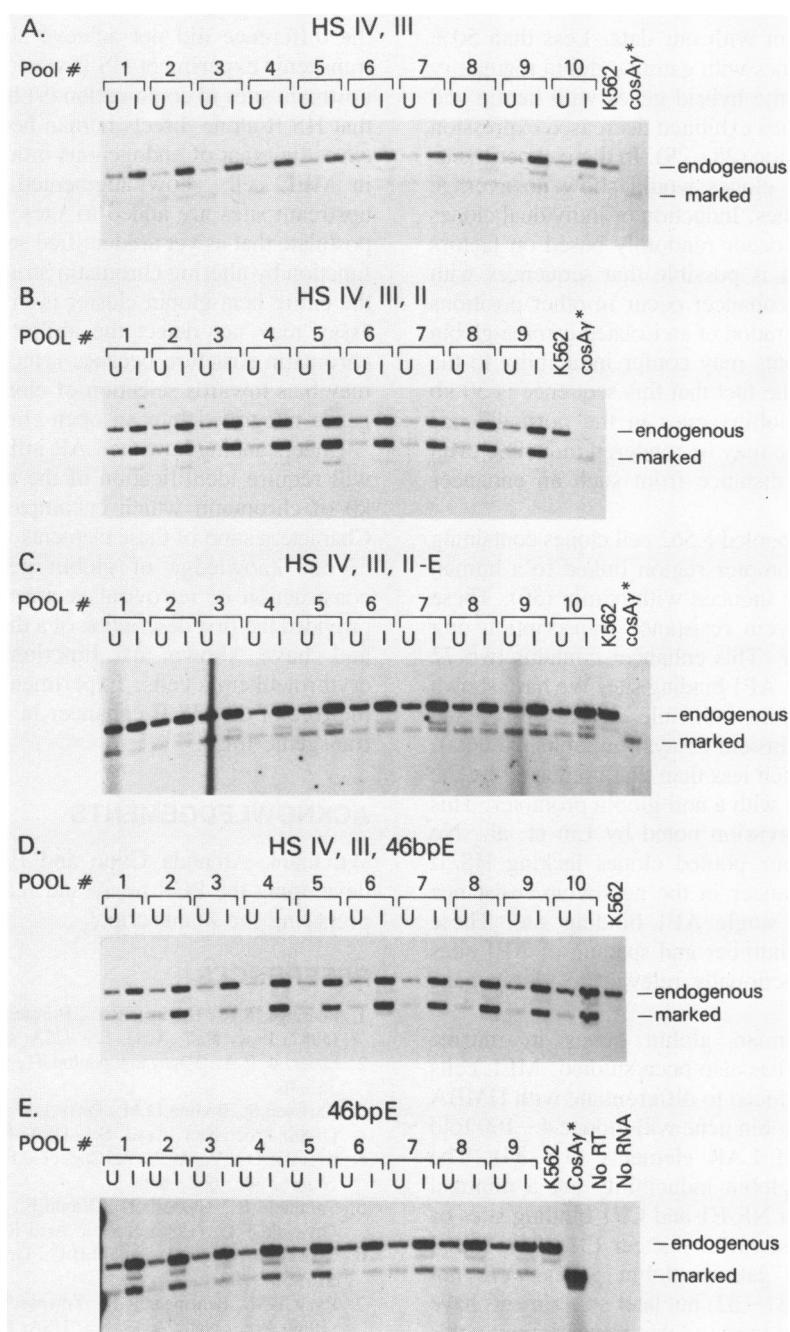 A. HS IV, III
Pool # 1 2 3 4 5 6 7 8 9 10 K562 cosAγ*
U I U I U I U I U I U I U I U I U I U I
endogenous
marked
B. HS IV, III, II
POOL # 1 2 3 4 5 6 7 8 9 K562 cosAγ*
U I U I U I U I U I U I U I U I U I
endogenous
marked
C. HS IV, III, II-E
POOL # 1 2 3 4 5 6 7 8 9 10 K562 cosAγ*
U I U I U I U I U I U I U I U I U I U I
endogenous
marked
D. HS IV, III, 46bpE
POOL # 1 2 3 4 5 6 7 8 9 10 K562
U I U I U I U I U I U I U I U I U I U I
endogenous
marked
E. 46bpE
POOL # 1 2 3 4 5 6 7 8 9 K562 CosAγ* No RT No RNA
U I U I U I U I U I U I U I U I U I
endogenous
marked